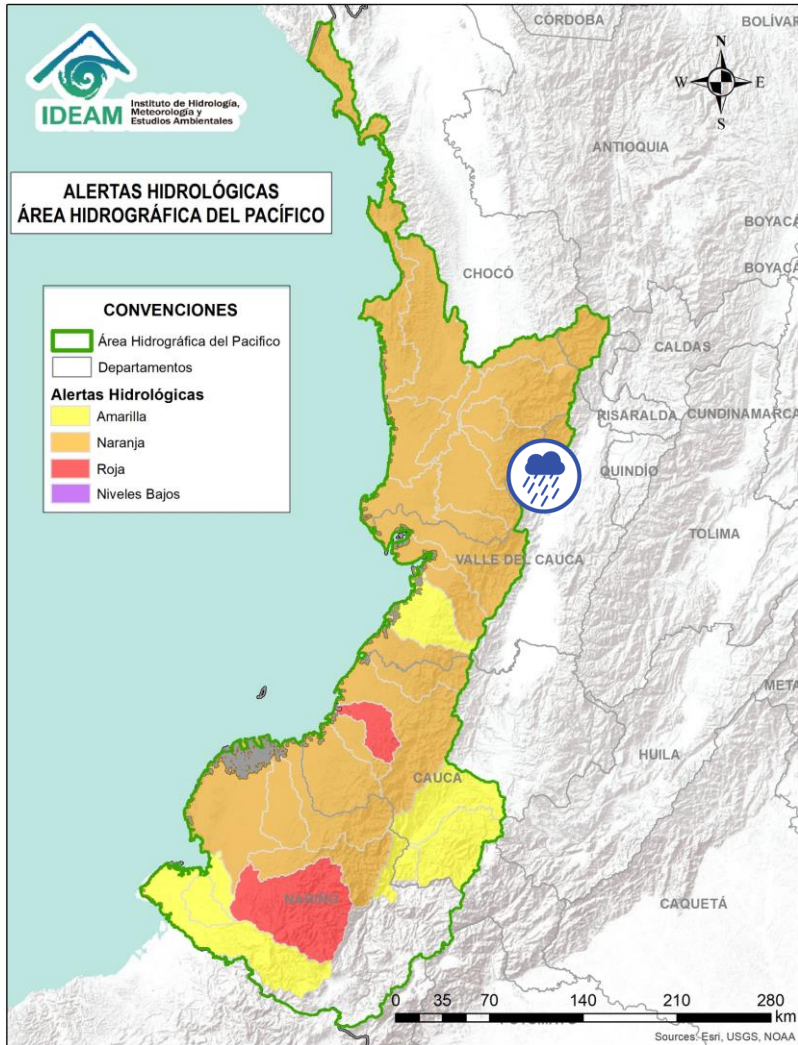 CÓRDOBA
BOLÍVAR
N
W
E
S
IDEAM
Instituto de Hidrología,
Meteorología y
Estudios Ambientales
ANTIOQUIA
ALERTAS HIDROLÓGICAS
ÁREA HIDROGRÁFICA DEL PACÍFICO
BOYACÁ
BOYACÁ
CHOCÓ
CONVENCIONES
Área Hidrográfica del Pacifico
Departamentos
Alertas Hidrológicas
Amarilla
Naranja
Roja
Niveles Bajos
CALDAS
RISARALDA
CUNDINAMARCA
QUINDÍO
TOLIMA
VALLE DEL CAUCA
META
HUILA
CAUCA
NARIÑO
CAQUETÁ
0 35 70 140 210 280
km
Sources: Esri, USGS, NOAA